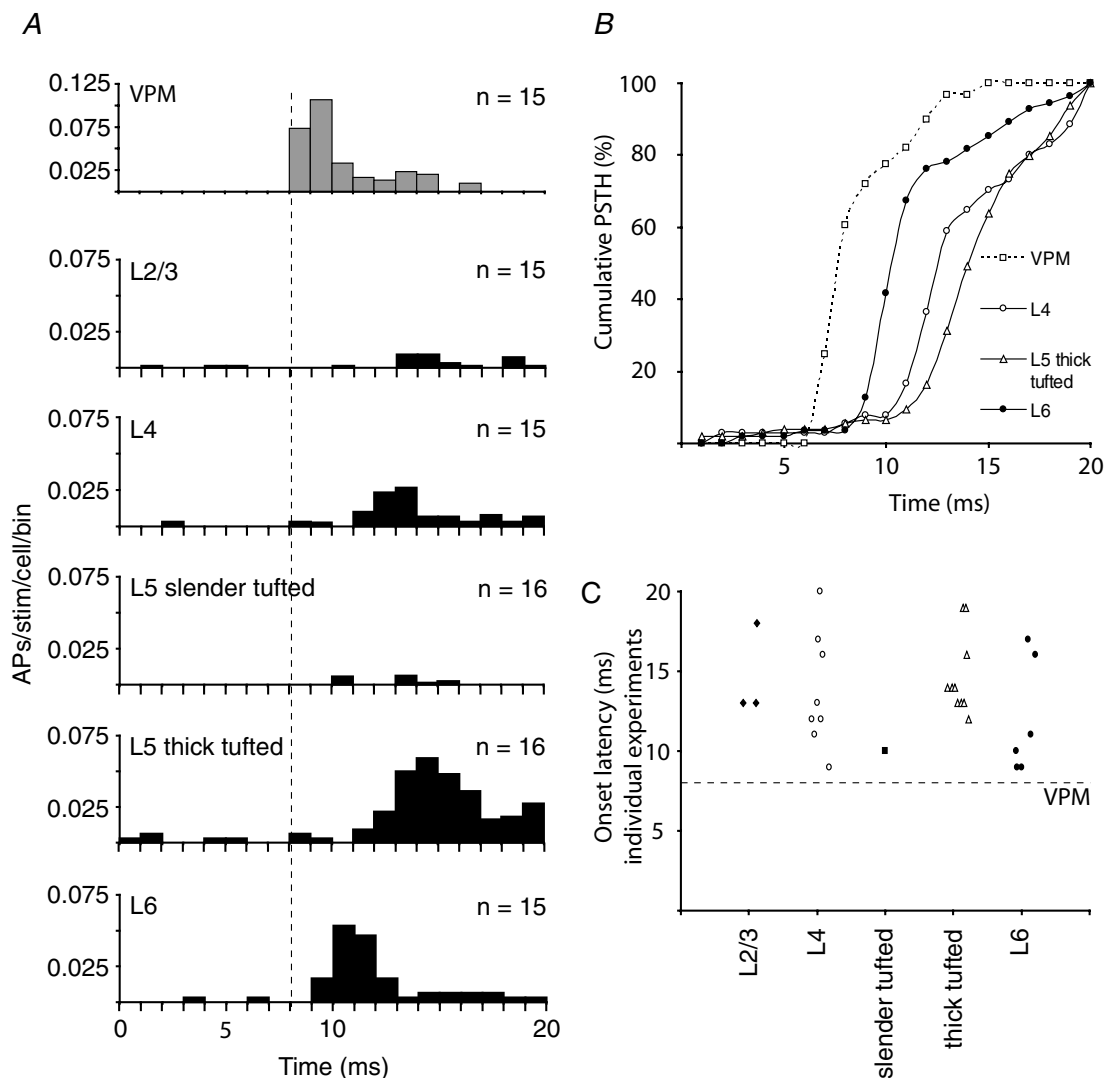 A
APs/stim/cell/bin
VPM
n = 15
0.125
0.075
0.025
L2/3
n = 15
0.075
0.025
L4
n = 15
0.075
0.025
L5 slender tufted
n = 16
0.075
0.025
L5 thick tufted
n = 16
0.075
0.025
L6
n = 15
0.075
0.025
0 5 10 15 20
Time (ms)
B
Cumulative PSTH (%)
100
80
60
40
20
VPM
L4
L5 thick
tufted
L6
5 10 15 20
Time (ms)
C
Onset latency (ms)
individual experiments
20
15
10
5
VPM
L2/3
L4
slender tufted
thick tufted
L6